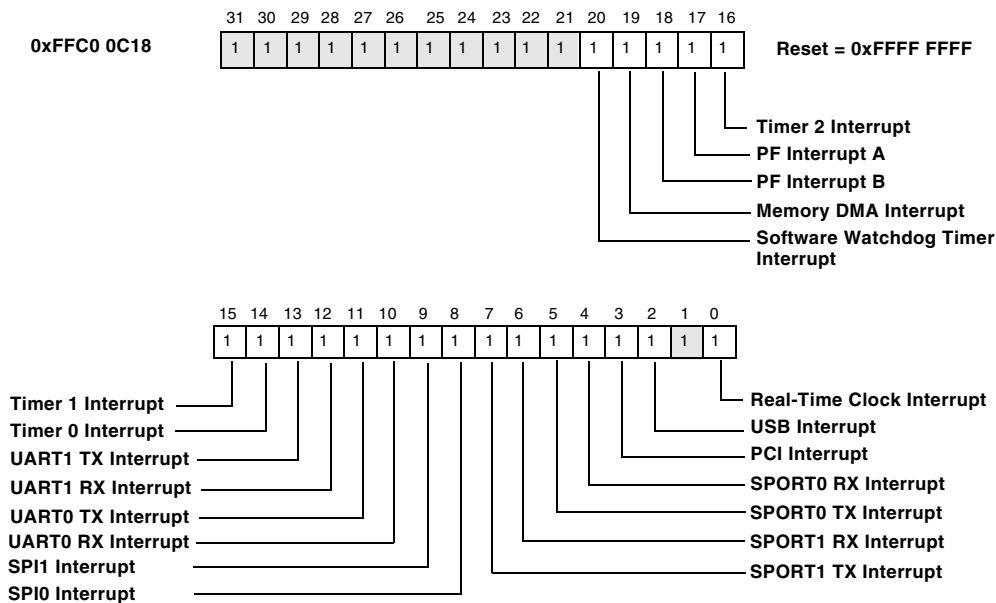 31 30 29 28 27 26 25 24 23 22 21 20 19 18 17 16
0xFFC0 0C18 1 1 1 1 1 1 1 1 1 1 1 1 1 1 1 1 Reset = 0xFFFF FFFF
Timer 2 Interrupt
PF Interrupt A
PF Interrupt B
Memory DMA Interrupt
Software Watchdog Timer
Interrupt
15 14 13 12 11 10 9 8 7 6 5 4 3 2 1 0
1 1 1 1 1 1 1 1 1 1 1 1 1 1 1 1
Timer 1 Interrupt
Timer 0 Interrupt
UART1 TX Interrupt
UART1 RX Interrupt
UART0 TX Interrupt
UART0 RX Interrupt
SPI1 Interrupt
SPI0 Interrupt
Real-Time Clock Interrupt
USB Interrupt
PCI Interrupt
SPORT0 RX Interrupt
SPORT0 TX Interrupt
SPORT1 RX Interrupt
SPORT1 TX Interrupt